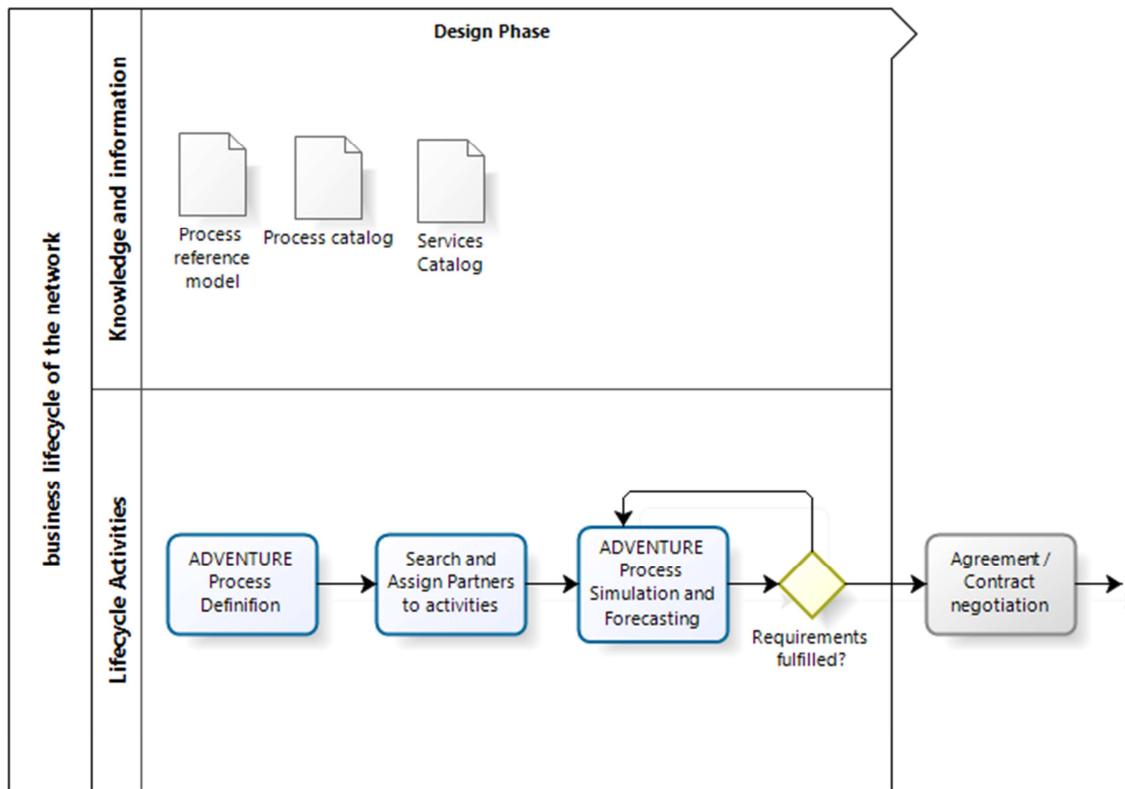 Design Phase
business lifecycle of the network
Knowledge and information
Process
reference
model
Process catalog
Services
Catalog
Lifecycle Activities
ADVENTURE
Process
Definition
Search and
Assign Partners
to activities
ADVENTURE
Process
Simulation and
Forecasting
Requirements
fulfilled?
Agreement /
Contract
negotiation